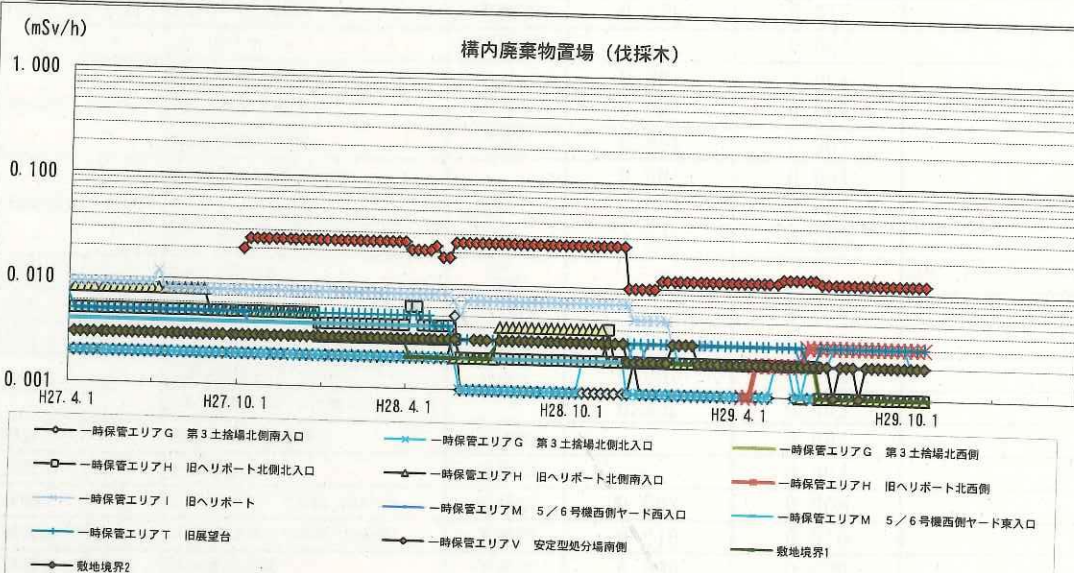 (mSv/h)
構内廃棄物置場（伐採木）
1.000
0.100
0.010
0.001
H27.4.1
H27.10.1
H28.4.1
H28.10.1
H29.4.1
H29.10.1
一時保管エリアG　第3土捨場北側南入口
一時保管エリアG　第3土捨場北側北入口
一時保管エリアG　第3土捨場北西側
一時保管エリアH　旧ヘリポート北側北入口
一時保管エリアH　旧ヘリポート北側南入口
一時保管エリアH　旧ヘリポート北西側
一時保管エリアI　旧ヘリポート
一時保管エリアM　5／6号機西側ヤード西入口
一時保管エリアM　5／6号機西側ヤード東入口
一時保管エリアT　旧展望台
一時保管エリアV　安定型処分場南側
敷地境界1
敷地境界2